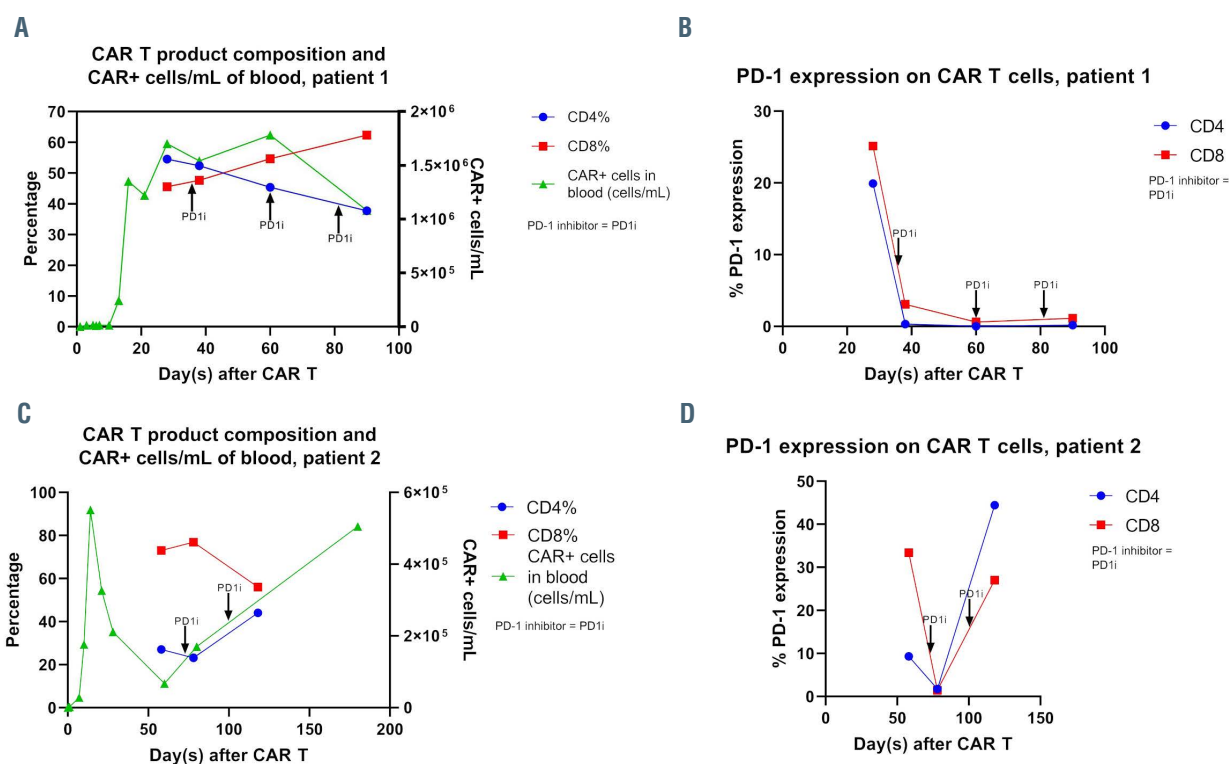 A
CAR T product composition and
CAR+ cells/mL of blood, patient 1
Percentage
70
60
50
40
30
20
10
0
PD1i
PD1i
PD1i
2×10⁶
1.5×10⁶
1×10⁶
5×10⁵
0
CAR+ cells/mL
0
20
40
60
80
100
Day(s) after CAR T
CD4%
CD8%
CAR+ cells in
blood (cells/mL)
PD-1 inhibitor = PD1i
B
PD-1 expression on CAR T cells, patient 1
% PD-1 expression
30
20
10
0
PD1i
PD1i
PD1i
0
20
40
60
80
100
Day(s) after CAR T
CD4
CD8
PD-1 inhibitor =
PD1i
C
CAR T product composition and
CAR+ cells/mL of blood, patient 2
Percentage
100
80
60
40
20
0
PD1i
PD1i
6×10⁵
4×10⁵
2×10⁵
0
CAR+ cells/mL
0
50
100
150
200
Day(s) after CAR T
CD4%
CD8%
CAR+ cells
in blood
(cells/mL)
PD-1 inhibitor = PD1i
D
PD-1 expression on CAR T cells, patient 2
% PD-1 expression
50
40
30
20
10
0
PD1i
PD1i
0
50
100
150
Day(s) after CAR T
CD4
CD8
PD-1 inhibitor =
PD1i